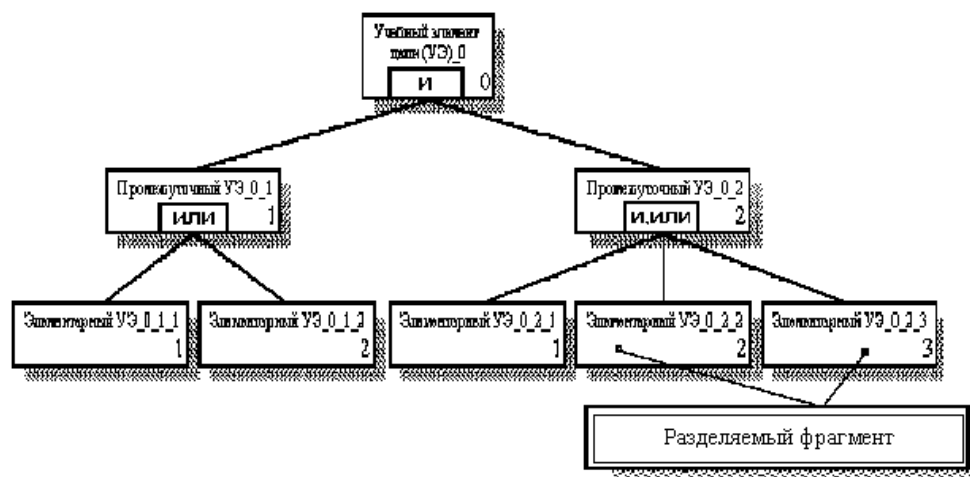 Учебный элемент
цели (УЭ)_0
И 0
Промежуточный УЭ_0_1
или 1
Промежуточный УЭ_0_2
и,или 2
Элементарный УЭ_0_1_1
1
Элементарный УЭ_0_1_2
2
Элементарный УЭ_0_2_1
1
Элементарный УЭ_0_2_2
2
Элементарный УЭ_0_2_3
3
Разделяемый фрагмент